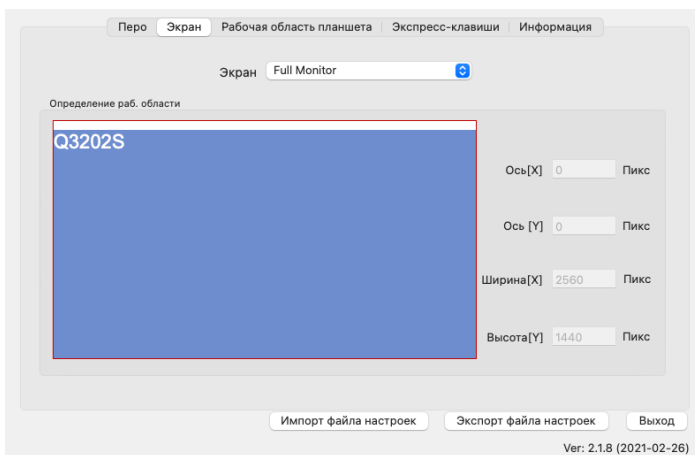 Перо Экран Рабочая область планшета Экспресс-клавиши Информация
Экран Full Monitor
Определение раб. области
Q3202S
Ось[X] 0 Пикс
Ось [Y] 0 Пикс
Ширина[X] 2560 Пикс
Высота[Y] 1440 Пикс
Импорт файла настроек Экспорт файла настроек Выход
Ver: 2.1.8 (2021-02-26)